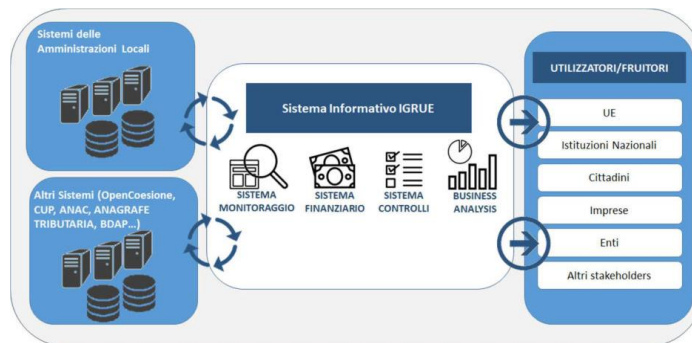 Sistemi delle
Amministrazioni Locali
Altri Sistemi (OpenCoesione,
CUP, ANAC, ANAGRAFE
TRIBUTARIA, BDAP...)
Sistema Informativo IGRUE
SISTEMA
MONITORAGGIO
SISTEMA
FINANZIARIO
SISTEMA
CONTROLLI
BUSINESS
ANALYSIS
UTILIZZATORI/FRUITORI
UE
Istituzioni Nazionali
Cittadini
Imprese
Enti
Altri stakeholders